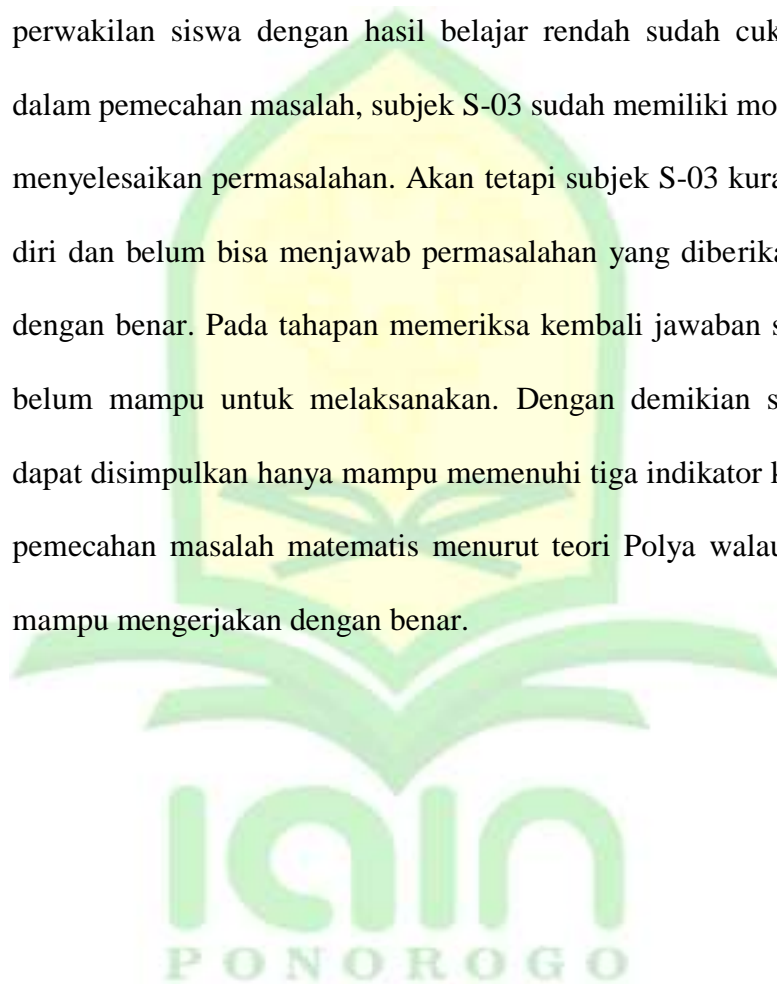 perwakilan siswa dengan hasil belajar rendah sudah cuk
dalam pemecahan masalah, subjek S-03 sudah memiliki mo
menyelesaikan permasalahan. Akan tetapi subjek S-03 kura
diri dan belum bisa menjawab permasalahan yang diberika
dengan benar. Pada tahapan memeriksa kembali jawaban s
belum mampu untuk melaksanakan. Dengan demikian s
dapat disimpulkan hanya mampu memenuhi tiga indikator k
pemecahan masalah matematis menurut teori Polya walau
mampu mengerjakan dengan benar.
iain
PONOROGO